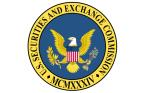 U.S. SECURITIES AND EXCHANGE COMMISSION
MCMXXXIV